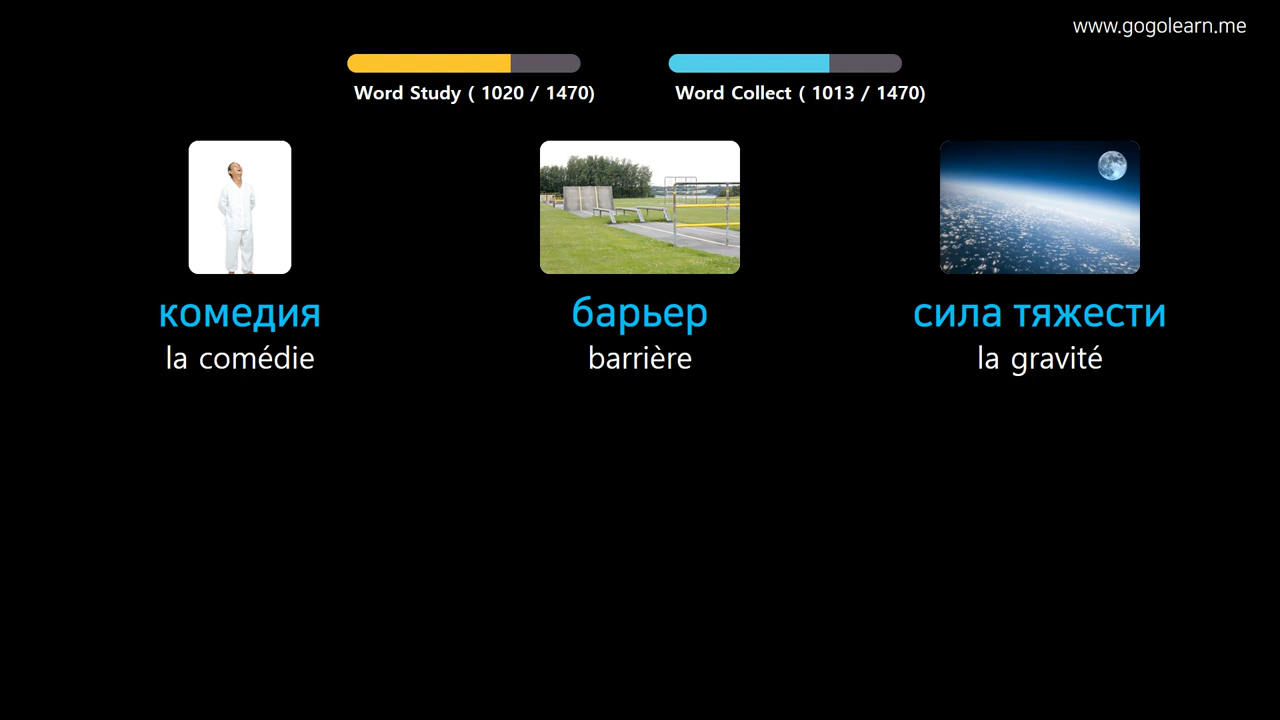 www.gogolearn.me
Word Study ( 1020 / 1470)
Word Collect ( 1013 / 1470)
комедия
la comédie
барьер
barrière
сила тяжести
la gravité